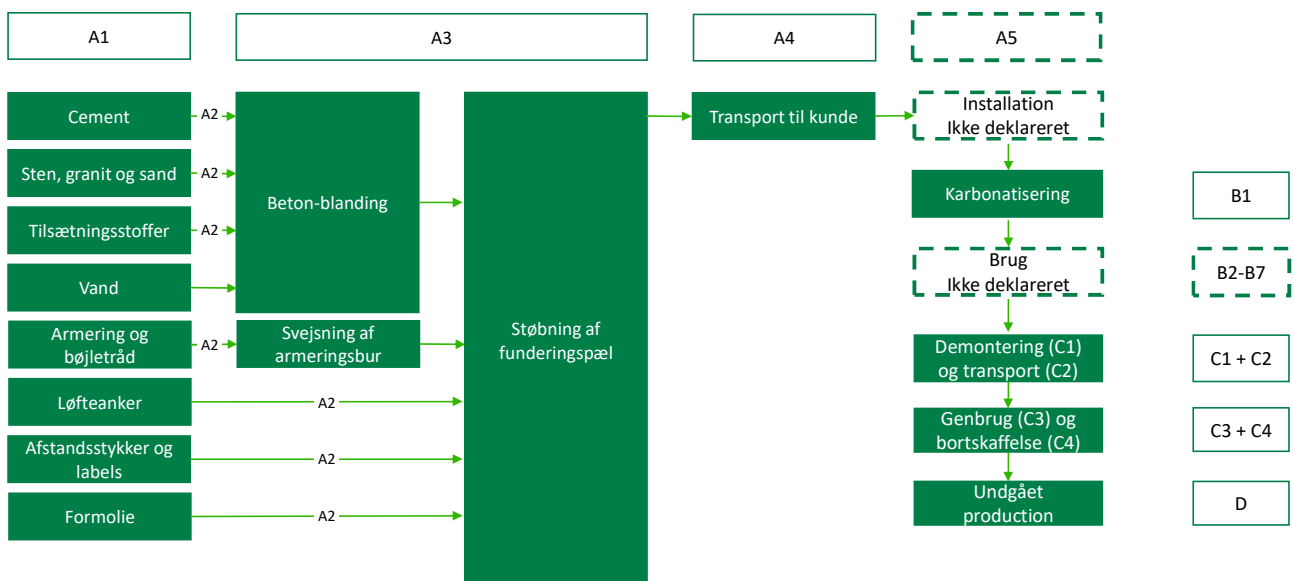 A1
A3
A4
A5
Cement
A2
Sten, granit og sand
A2
Tilsætningsstoffer
A2
Vand
Armering og
bøjletråd
A2
Løfteanker
A2
Afstandsstykker og
labels
A2
Formolie
A2
Beton-blanding
Svejsning af
armeringsbur
Støbning af
funderingspæl
Transport til kunde
Installation
Ikke deklareret
Karbonatisering
B1
Brug
Ikke deklareret
B2-B7
Demontering (C1)
og transport (C2)
C1 + C2
Genbrug (C3) og
bortskaffelse (C4)
C3 + C4
Undgået
production
D